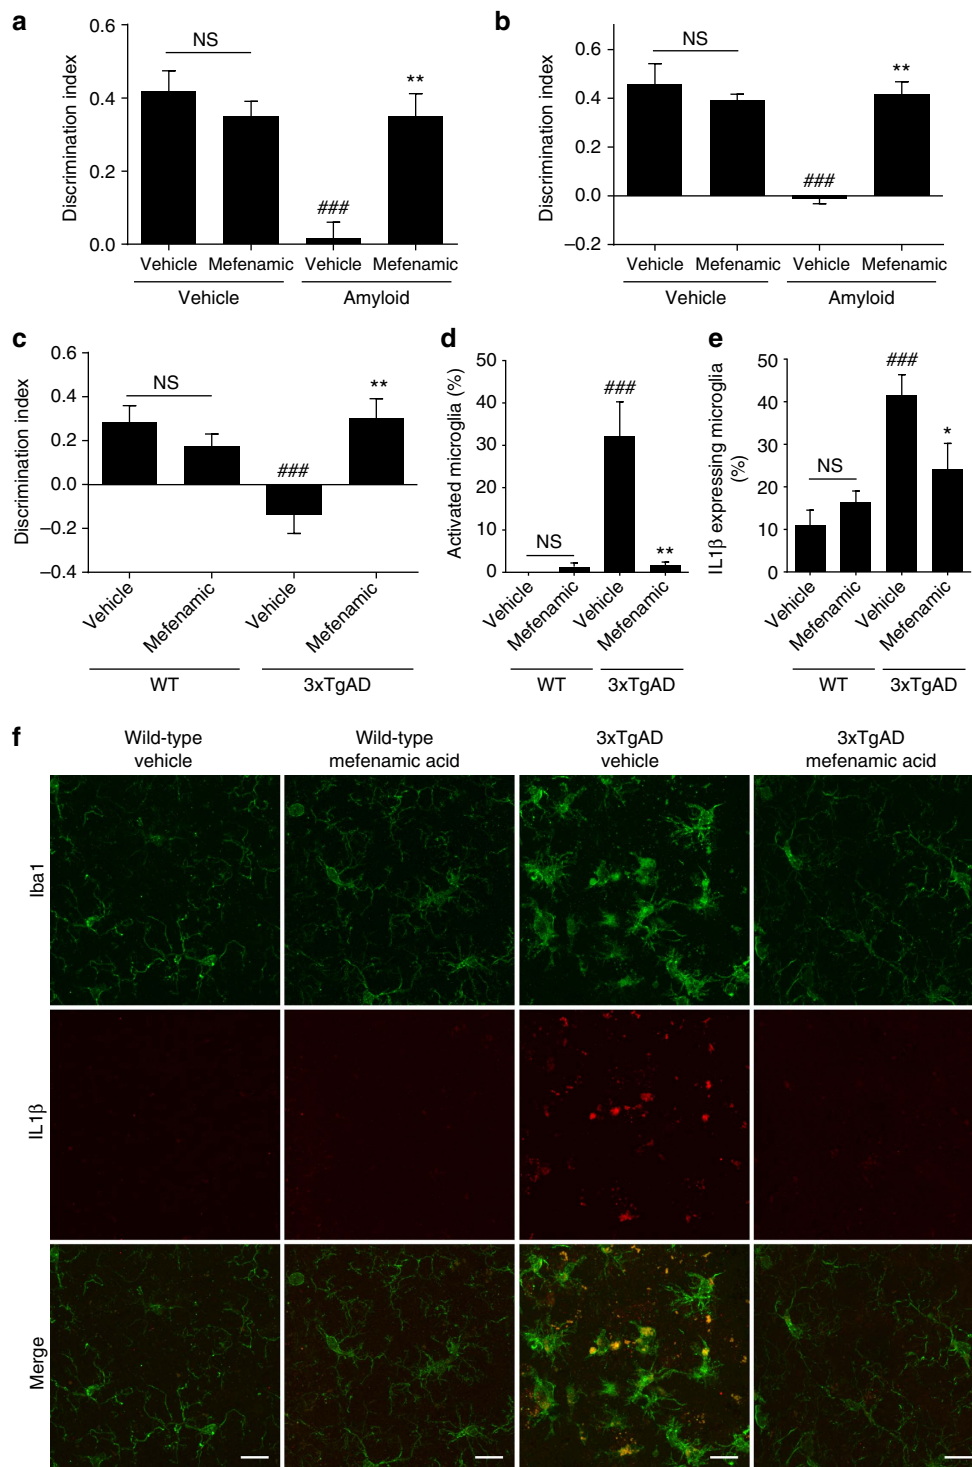 a
0.6
0.4
0.2
0.0
Discrimination index
NS
###
**
Vehicle Mefenamic Vehicle Mefenamic
Vehicle Amyloid
b
0.6
0.4
0.2
0.0
–0.2
Discrimination index
NS
###
**
Vehicle Mefenamic Vehicle Mefenamic
Vehicle Amyloid
c
0.6
0.4
0.2
0.0
–0.2
–0.4
Discrimination index
NS
###
**
Vehicle Mefenamic Vehicle Mefenamic
WT 3xTgAD
d
50
40
30
20
10
0
Activated microglia (%)
NS
###
**
Vehicle Mefenamic Vehicle Mefenamic
WT 3xTgAD
e
50
40
30
20
10
0
IL1β expressing microglia
(%)
NS
###
*
Vehicle Mefenamic Vehicle Mefenamic
WT 3xTgAD
f
Wild-type
vehicle
Wild-type
mefenamic acid
3xTgAD
vehicle
3xTgAD
mefenamic acid
Iba1
IL1β
Merge